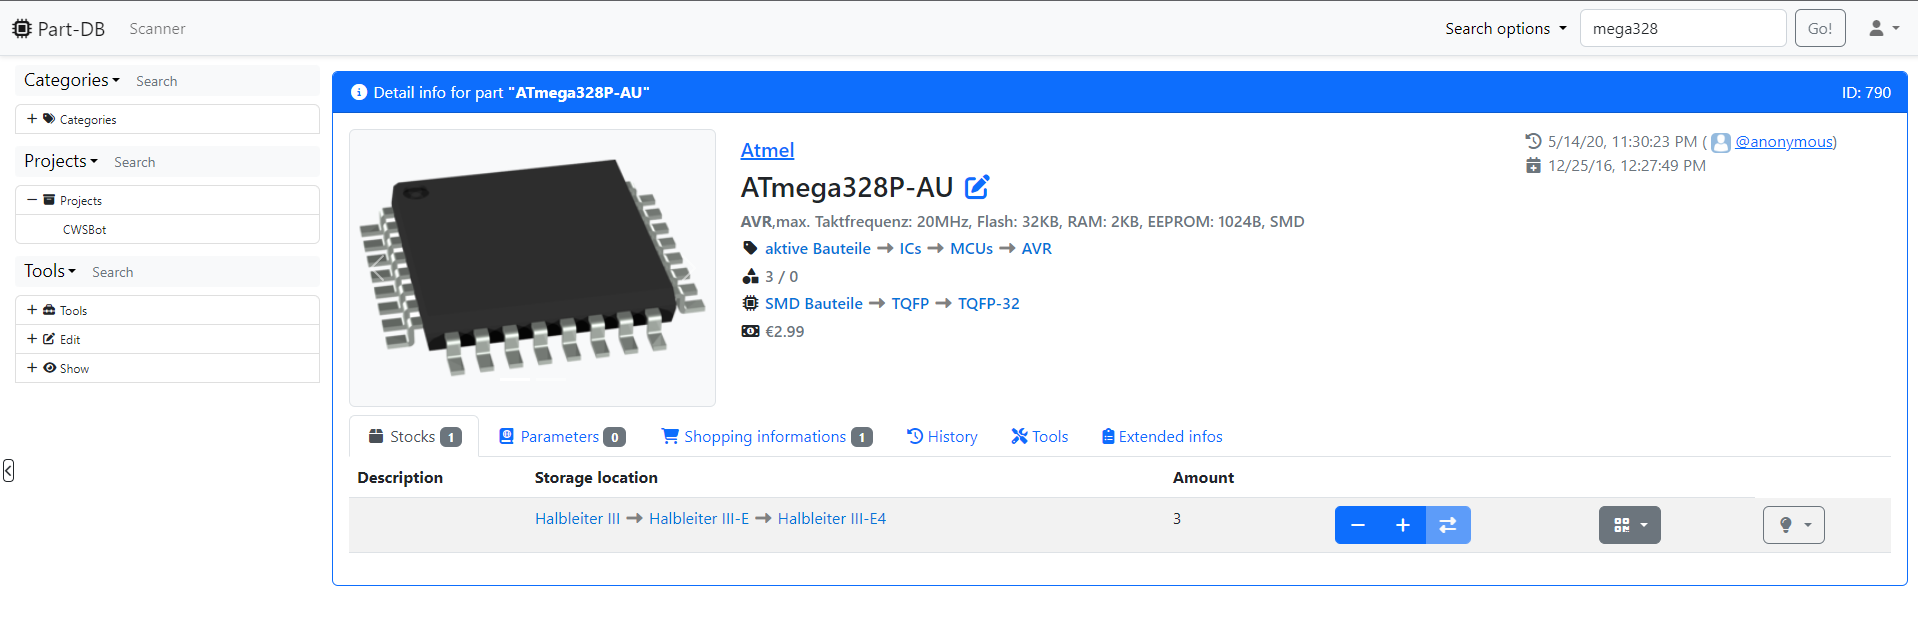 Part-DB Scanner Search options mega328 Go!
Categories Search
Categories
Projects Search
Projects
CWSBot
Tools Search
Tools
Edit
Show
Detail info for part "ATmega328P-AU" ID: 790
Atmel
ATmega328P-AU
AVR,max. Taktfrequenz: 20MHz, Flash: 32KB, RAM: 2KB, EEPROM: 1024B, SMD
aktive Bauteile → ICs → MCUs → AVR
3 / 0
SMD Bauteile → TQFP → TQFP-32
€2.99
5/14/20, 11:30:23 PM ( @anonymous)
12/25/16, 12:27:49 PM
Stocks 1 Parameters 0 Shopping informations 1 History Tools Extended infos
Description Storage location Amount
Halbleiter III → Halbleiter III-E → Halbleiter III-E4 3